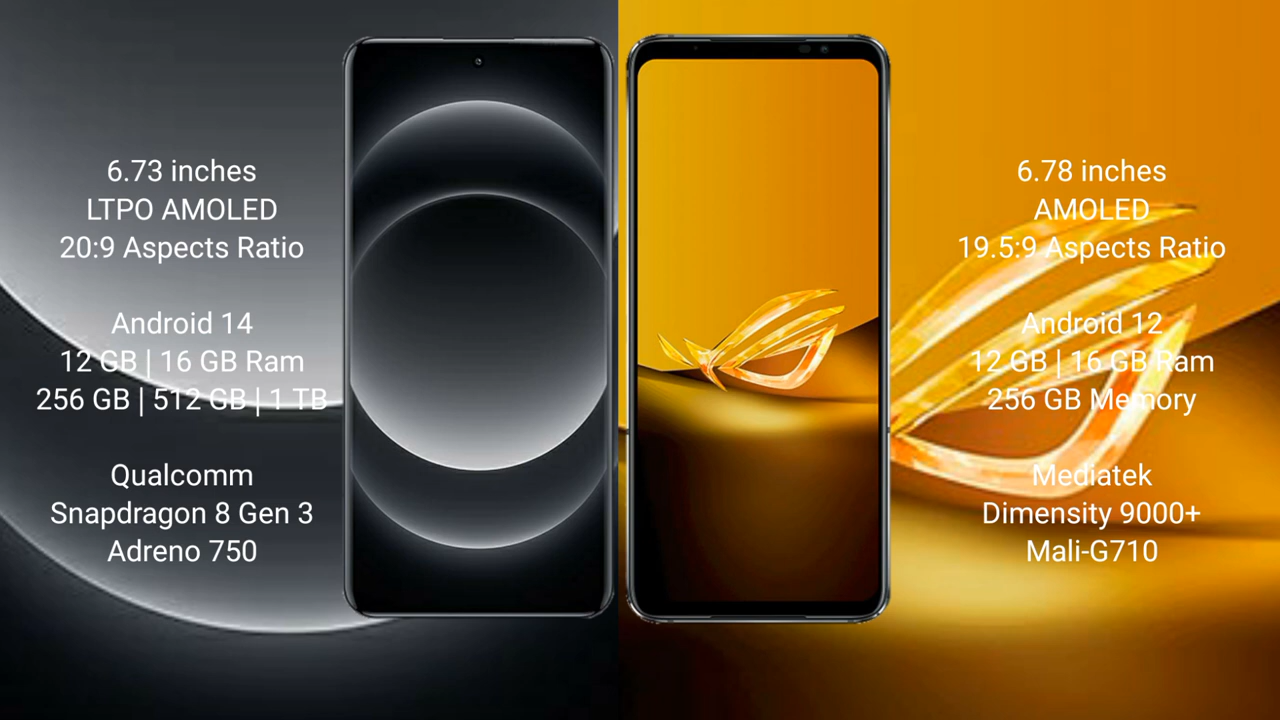 6.73 inches
LTPO AMOLED
20:9 Aspects Ratio
Android 14
12 GB | 16 GB Ram
256 GB | 512 GB | 1 TB
Qualcomm
Snapdragon 8 Gen 3
Adreno 750
6.78 inches
AMOLED
19.5:9 Aspects Ratio
Android 12
12 GB | 16 GB Ram
256 GB Memory
Mediatek
Dimensity 9000+
Mali-G710